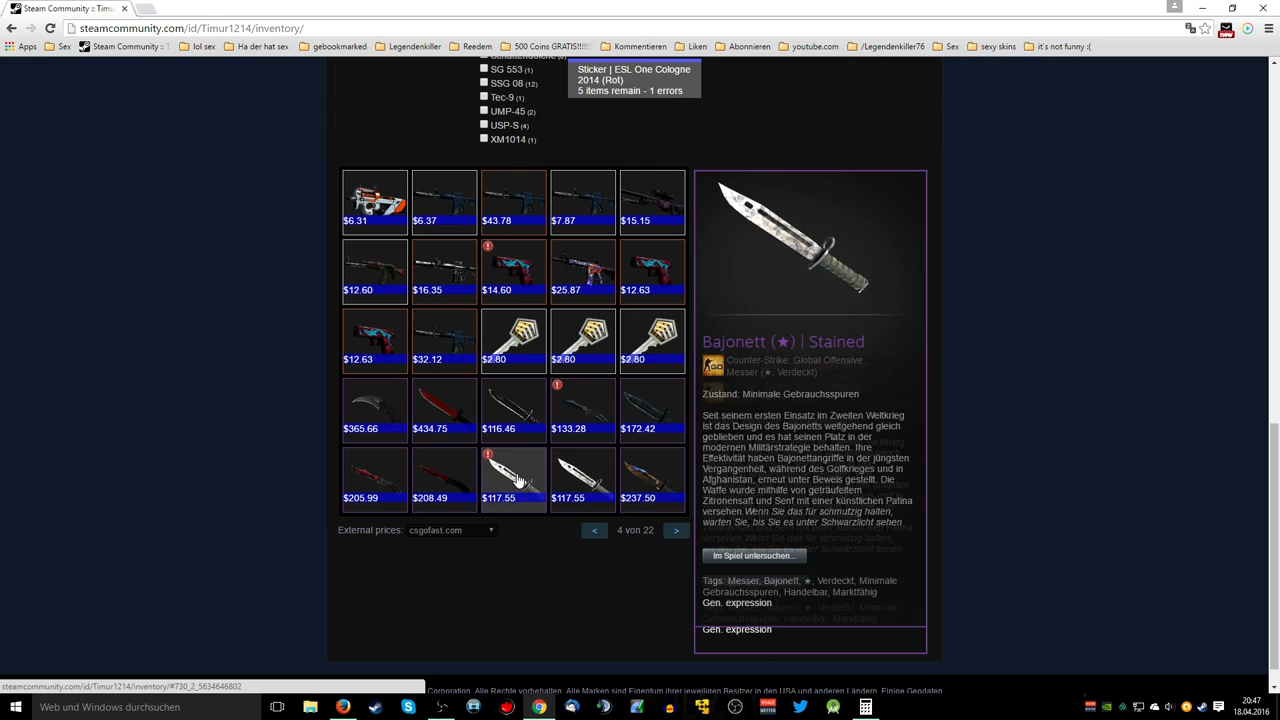 Steam Community :: Timu
steamcommunity.com/id/Timur1214/inventory/
Apps Sex Steam Community :: T lol sex Ha der hat sex gebookmarked Legendenkiller Reedem 500 Coins GRATIS!!!! Kommentieren Liken Abonnieren youtube.com /Legendenkiller76 Sex sexy skins it´s not funny :(
new
SG 553 (1)
SSG 08 (12)
Tec-9 (1)
UMP-45 (2)
USP-S (4)
XM1014 (1)
Sticker | ESL One Cologne
2014 (Rot)
5 items remain - 1 errors
$6.31 $6.37 $43.78 $7.87 $15.15
$12.60 $16.35 $14.60 $25.87 $12.63
$12.63 $32.12 $2.80 $2.80 $2.80
$365.66 $434.75 $116.46 $133.28 $172.42
$205.99 $208.49 $117.55 $117.55 $237.50
External prices: csgofast.com < 4 von 22 >
Bajonett (★) | Stained
Counter-Strike: Global Offensive
Messer (★, Verdeckt)
Zustand: Minimale Gebrauchsspuren
Seit seinem ersten Einsatz im Zweiten Weltkrieg
ist das Design des Bajonetts weitgehend gleich
geblieben und es hat seinen Platz in der
modernen Militärstrategie behalten. Ihre
Effektivität haben Bajonettangriffe in der jüngsten
Vergangenheit, während des Golfkrieges und in
Afghanistan, erneut unter Beweis gestellt. Die
Waffe wurde mithilfe von geträufeltem
Zitronensaft und Senf mit einer künstlichen Patina
versehen.Wenn Sie das für schmutzig halten,
warten Sie, bis Sie es unter Schwarzlicht sehen
Im Spiel untersuchen...
Tags: Messer, Bajonett, ★, Verdeckt, Minimale
Gebrauchsspuren, Handelbar, Marktfähig
Gen. expression
Gen. expression
steamcommunity.com/id/Timur1214/inventory/#730_2_5634646802
Corporation. Alle Rechte vorbehalten. Alle Marken sind Eigentum ihrer jeweiligen Besitzer in den USA und anderen Ländern. Einige Geodaten
Web und Windows durchsuchen
20:47
18.04.2016